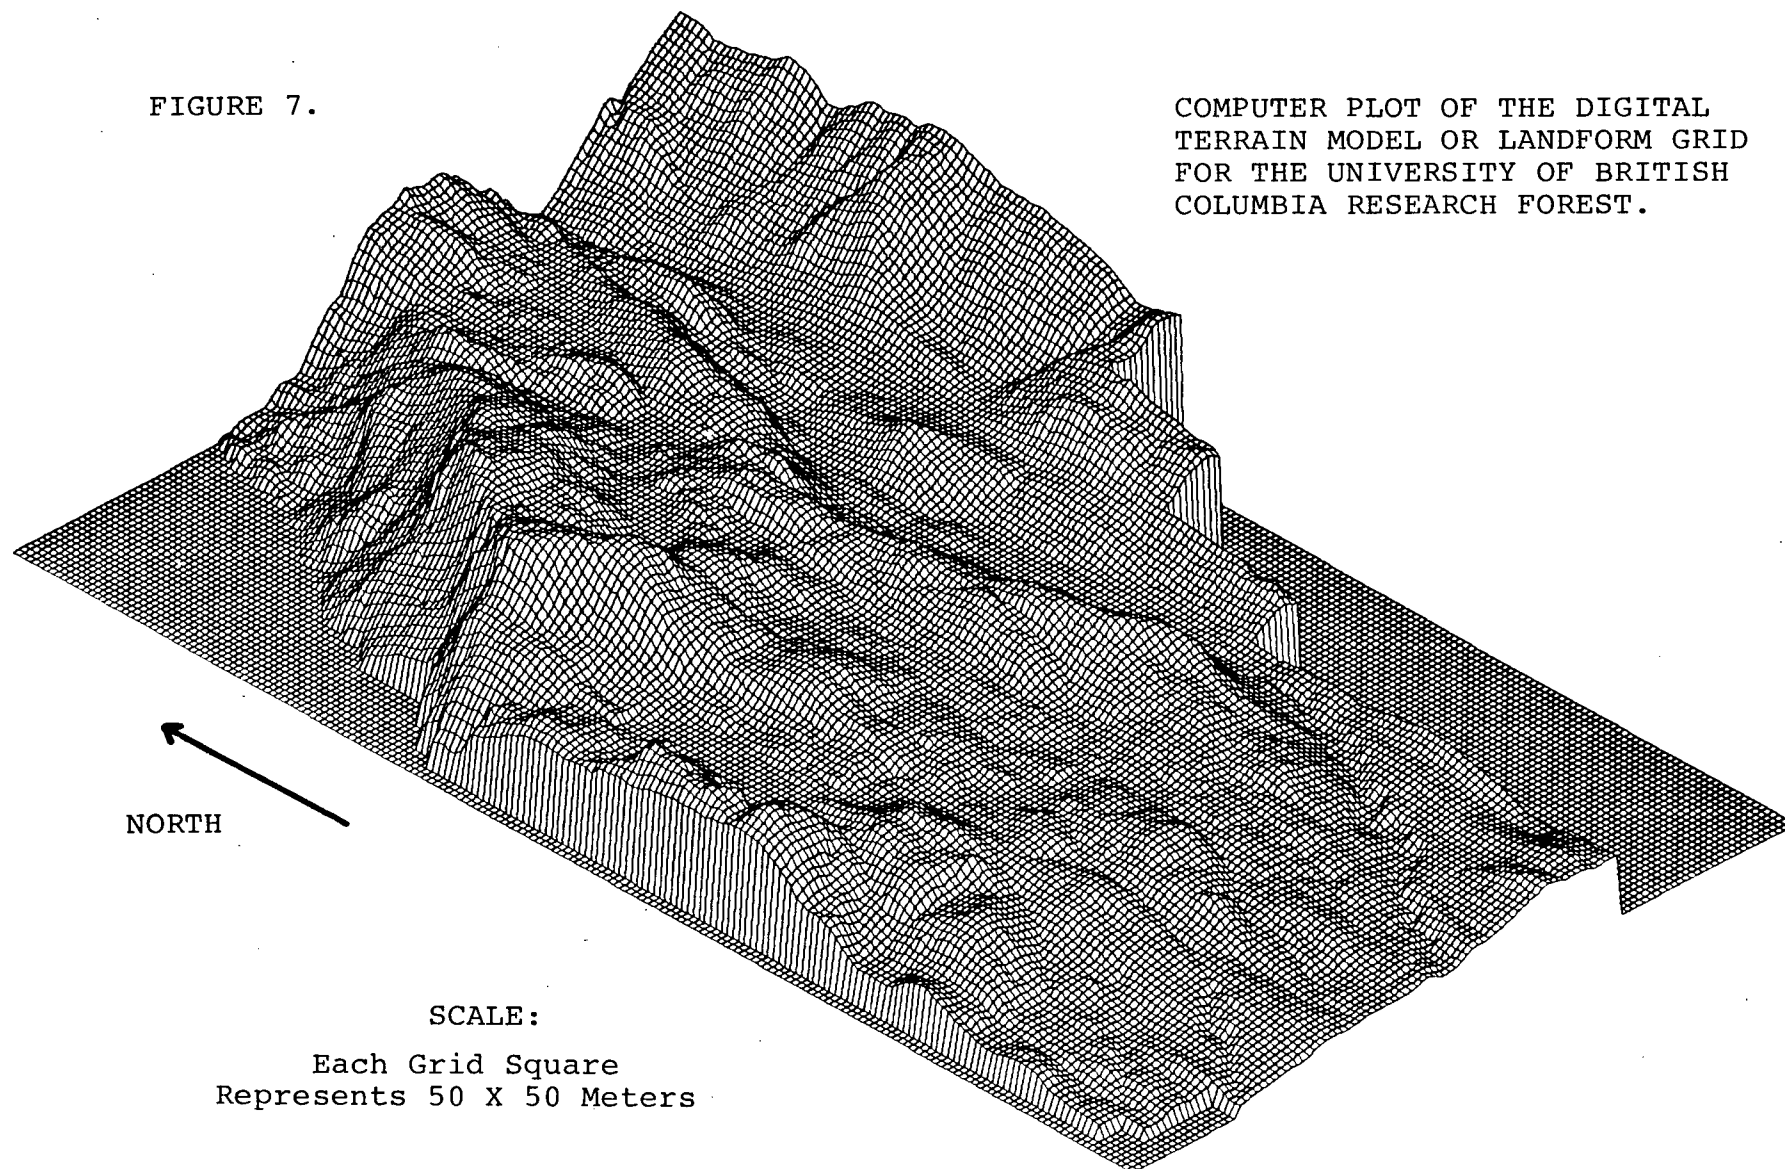 FIGURE 7.
COMPUTER PLOT OF THE DIGITAL
TERRAIN MODEL OR LANDFORM GRID
FOR THE UNIVERSITY OF BRITISH
COLUMBIA RESEARCH FOREST.
NORTH
SCALE:
Each Grid Square
Represents 50 X 50 Meters